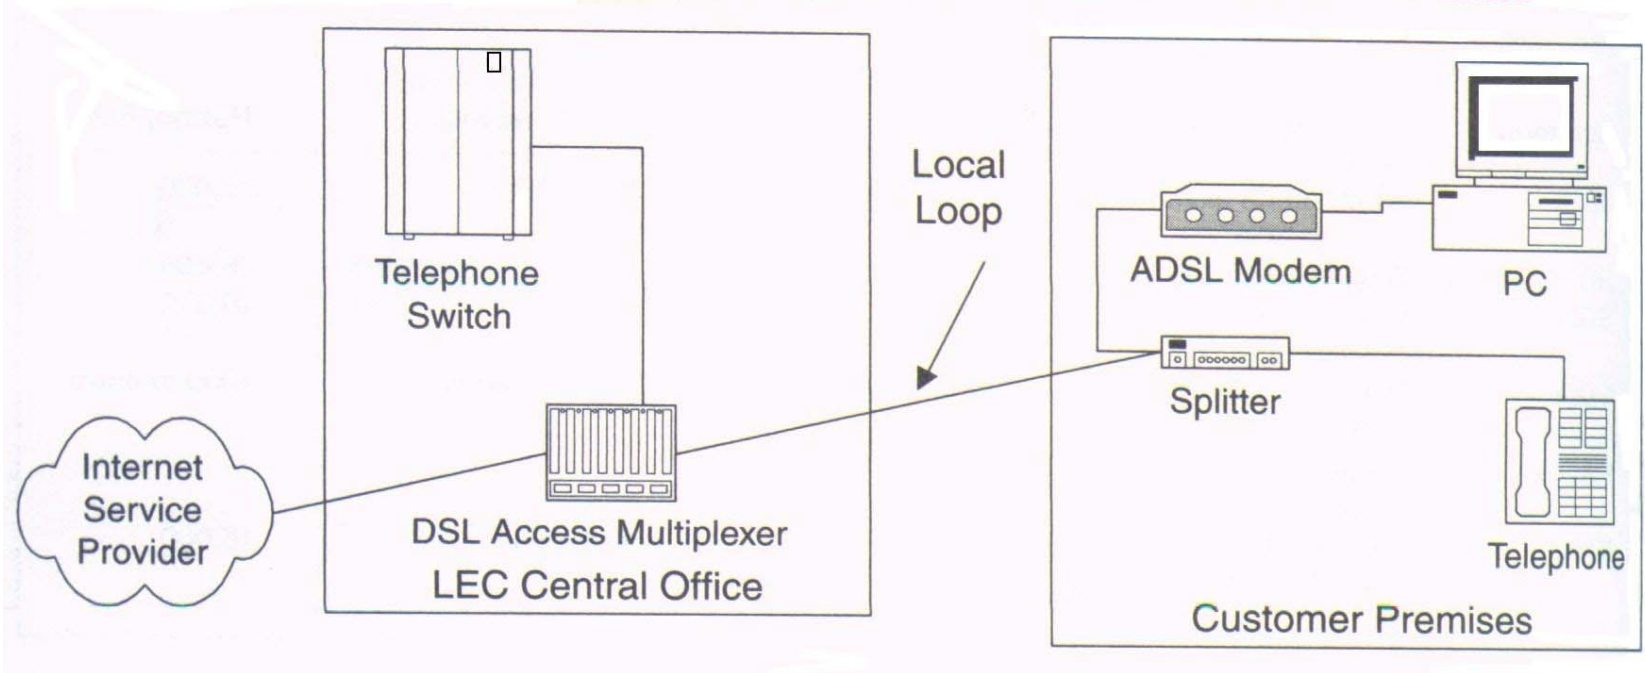 Telephone
Switch
Internet
Service
Provider
DSL Access Multiplexer
LEC Central Office
Local
Loop
ADSL Modem
PC
Splitter
Telephone
Customer Premises